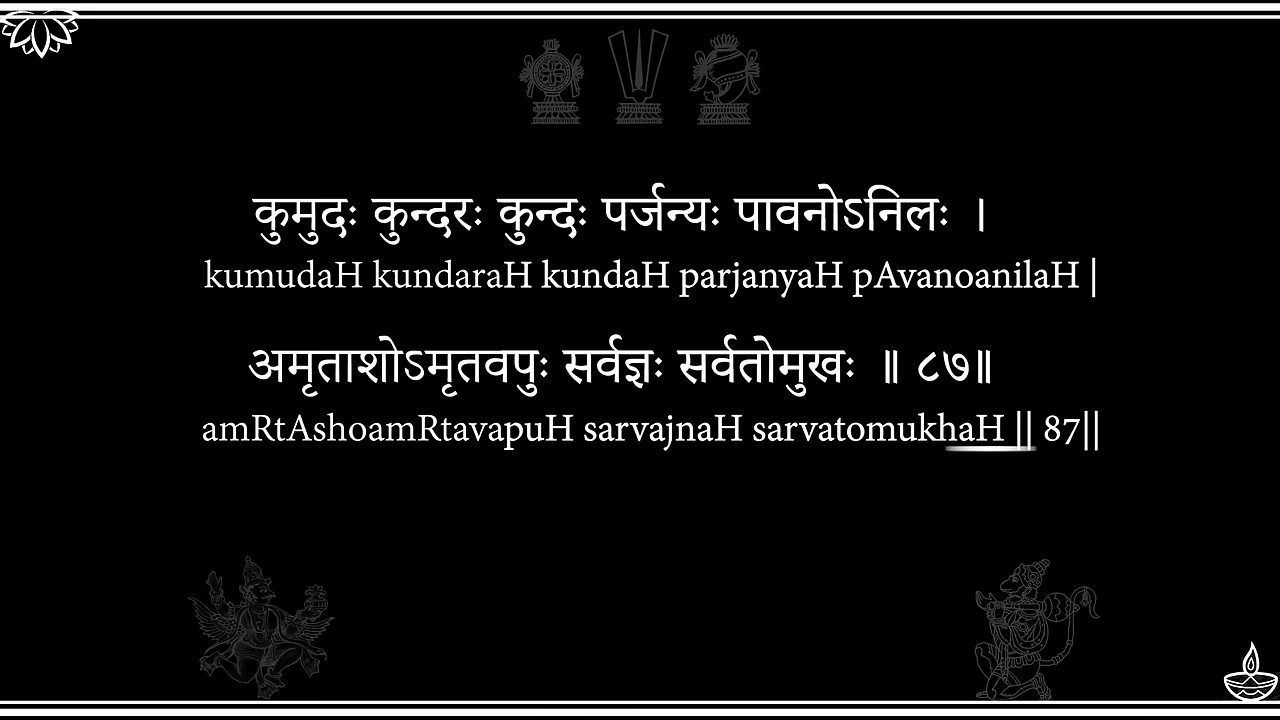 कुमुदः कुन्दरः कुन्दः पर्जन्यः पावनोऽनिलः ।
kumudaH kundaraH kundaH parjanyaH pAvanoanilaH |
अमृताशोऽमृतवपुः सर्वज्ञः सर्वतोमुखः ॥ ८७॥
amRtAshoamRtavapuH sarvajnaH sarvatomukhaH || 87||